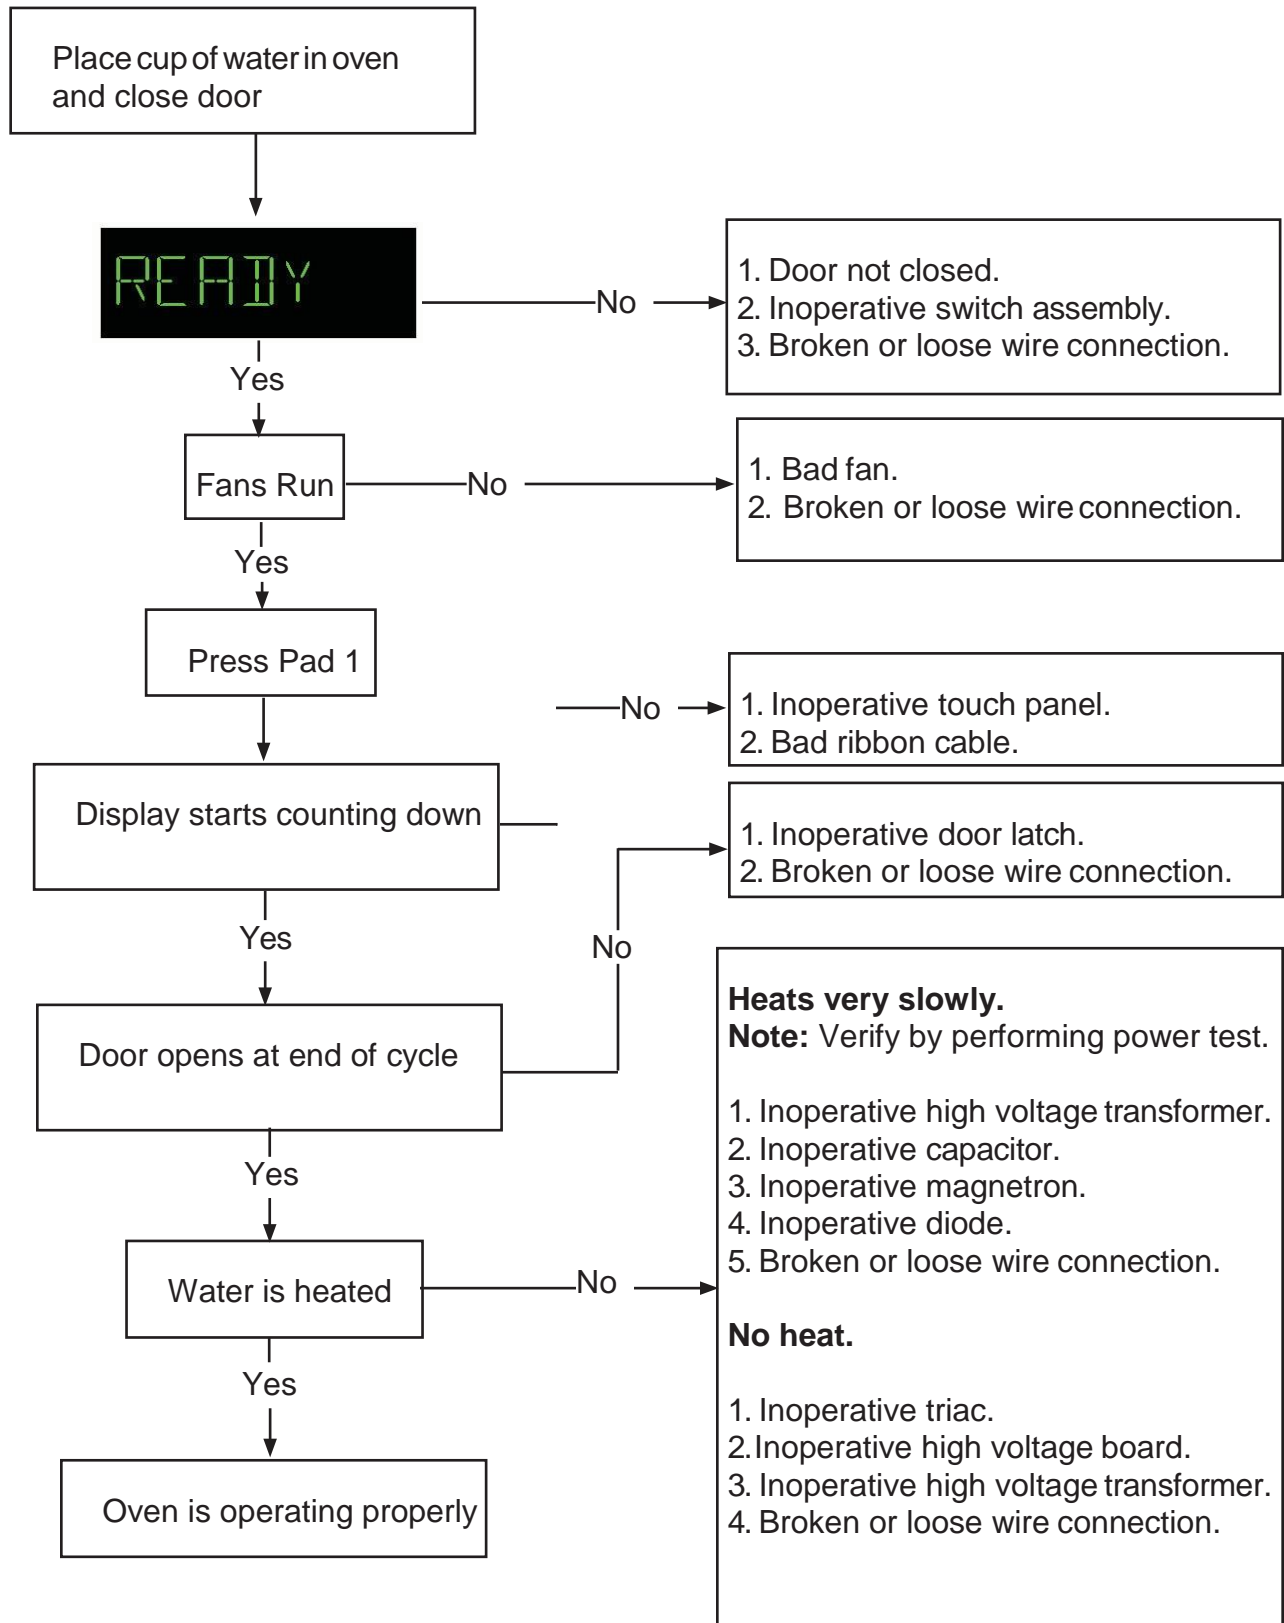 Place cup of water in oven
and close door
READY
No
1. Door not closed.
2. Inoperative switch assembly.
3. Broken or loose wire connection.
Yes
Fans Run
No
1. Bad fan.
2. Broken or loose wire connection.
Yes
Press Pad 1
Display starts counting down
No
1. Inoperative touch panel.
2. Bad ribbon cable.
Yes
Door opens at end of cycle
No
1. Inoperative door latch.
2. Broken or loose wire connection.
Yes
Water is heated
No
Heats very slowly.
Note: Verify by performing power test.
1. Inoperative high voltage transformer.
2. Inoperative capacitor.
3. Inoperative magnetron.
4. Inoperative diode.
5. Broken or loose wire connection.
No heat.
1. Inoperative triac.
2.Inoperative high voltage board.
3. Inoperative high voltage transformer.
4. Broken or loose wire connection.
Yes
Oven is operating properly